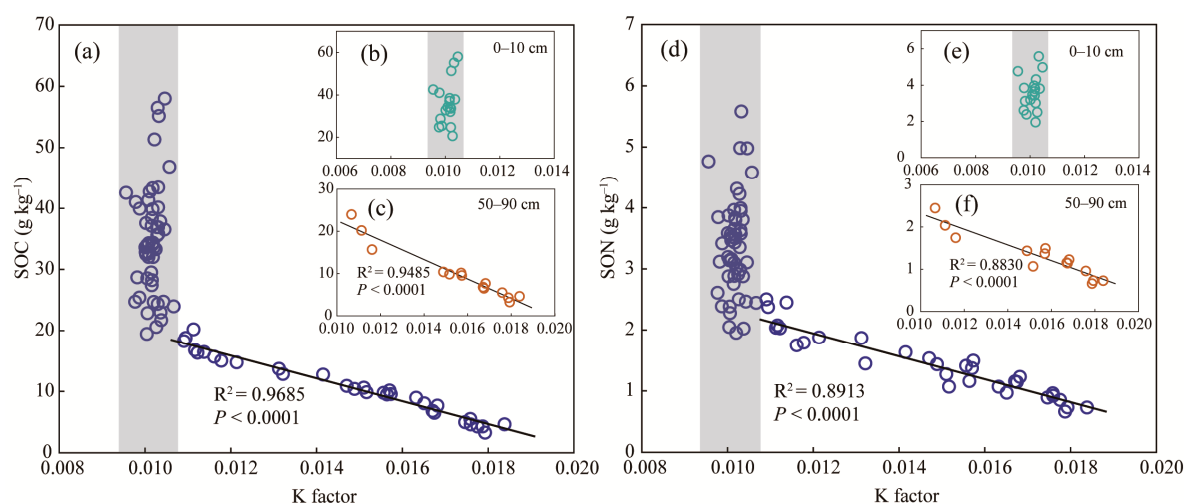 (a)
SOC (g kg⁻¹)
70
60
50
40
30
20
10
0
0.008 0.010 0.012 0.014 0.016 0.018 0.020
K factor
R² = 0.9685
P < 0.0001
(b)
0–10 cm
60
40
20
0.006 0.008 0.010 0.012 0.014
(c)
50–90 cm
30
20
10
0
R² = 0.9485
P < 0.0001
0.010 0.012 0.014 0.016 0.018 0.020
(d)
SON (g kg⁻¹)
7
6
5
4
3
2
1
0
0.008 0.010 0.012 0.014 0.016 0.018 0.020
K factor
R² = 0.8913
P < 0.0001
(e)
0–10 cm
6
4
2
0
0.006 0.008 0.010 0.012 0.014
(f)
50–90 cm
3
2
1
0
R² = 0.8830
P < 0.0001
0.010 0.012 0.014 0.016 0.018 0.020